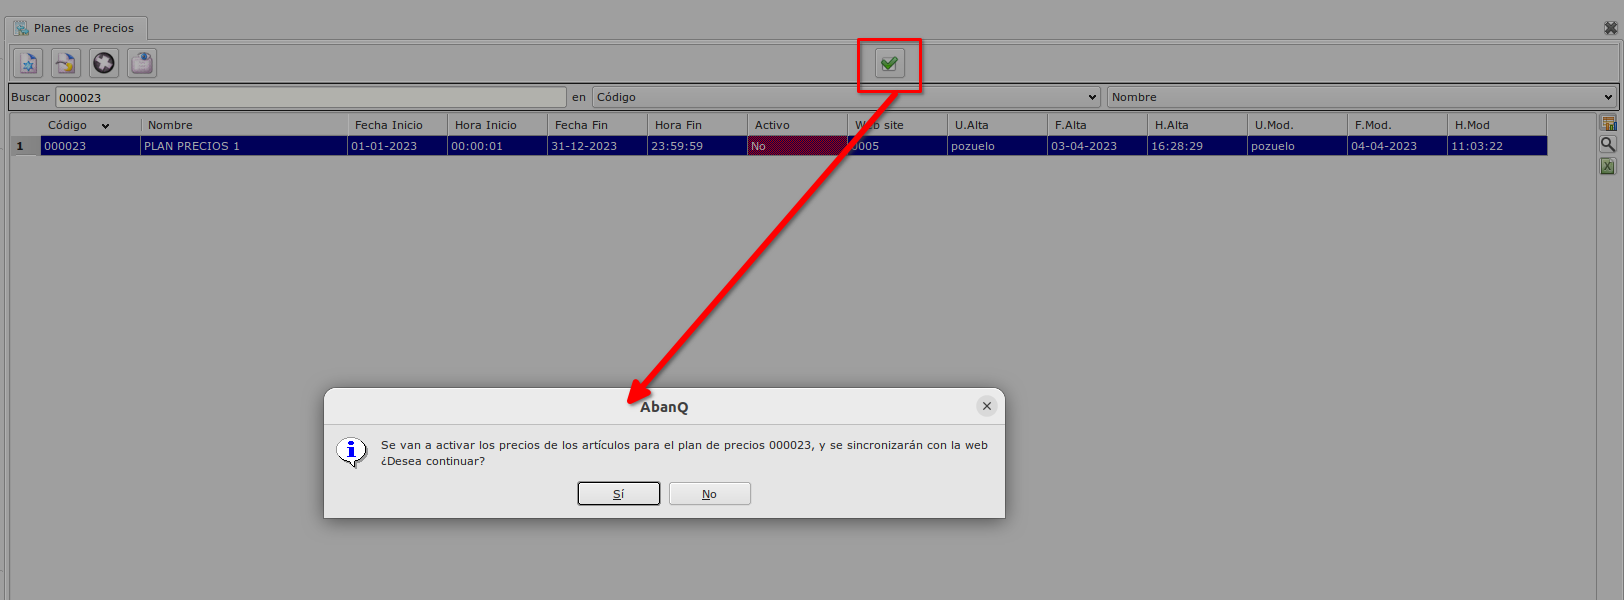 Planes de Precios
Buscar 000023 en Código Nombre
Código Nombre Fecha Inicio Hora Inicio Fecha Fin Hora Fin Activo Web site U.Alta F.Alta H.Alta U.Mod. F.Mod. H.Mod
1 000023 PLAN PRECIOS 1 01-01-2023 00:00:01 31-12-2023 23:59:59 No 0005 pozuelo 03-04-2023 16:28:29 pozuelo 04-04-2023 11:03:22
AbanQ
Se van a activar los precios de los artículos para el plan de precios 000023, y se sincronizarán con la web
¿Desea continuar?
Sí No